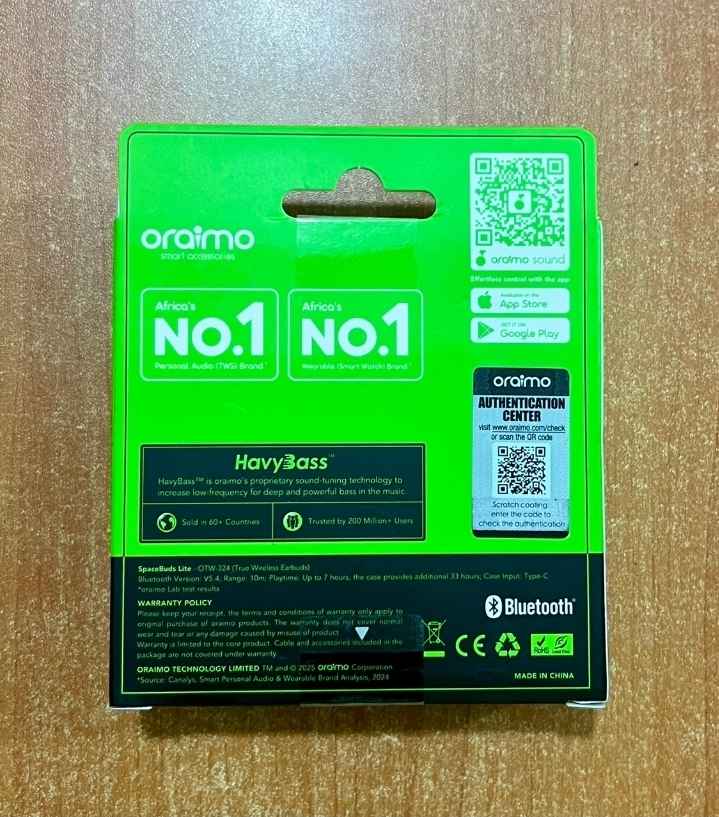 oraimo
smart accessories
oraimo sound
Effortless control with the app
Available on the
App Store
GET IT ON
Google Play
Africa's
NO.1
Personal Audio (TWS) Brand*
Africa's
NO.1
Wearable (Smart Watch) Brand*
oraimo
AUTHENTICATION
CENTER
visit www.oraimo.com/check
or scan the QR code
Scratch coating
enter the code to
check the authentication
HavyBass™
HavyBass™ is oraimo's proprietary sound-tuning technology to
increase low-frequency for deep and powerful bass in the music.
Sold in 60+ Countries
Trusted by 200 Million+ Users
SpaceBuds Lite - OTW-324 (True Wireless Earbuds)
Bluetooth Version: V5.4; Range: 10m; Playtime: Up to 7 hours, the case provides additional 33 hours; Case Input: Type-C
*oraimo Lab test results
WARRANTY POLICY
Please keep your receipt, the terms and conditions of warranty only apply to
original purchase of oraimo products. The warranty does not cover normal
wear and tear or any damage caused by misuse of product.
Warranty is limited to the core product. Cable and accessories included in the
package are not covered under warranty.
Bluetooth®
CE
RoHS
ORAIMO TECHNOLOGY LIMITED TM and © 2025 oraimo Corporation
*Source: Canalys, Smart Personal Audio & Wearable Brand Analysis, 2024
MADE IN CHINA